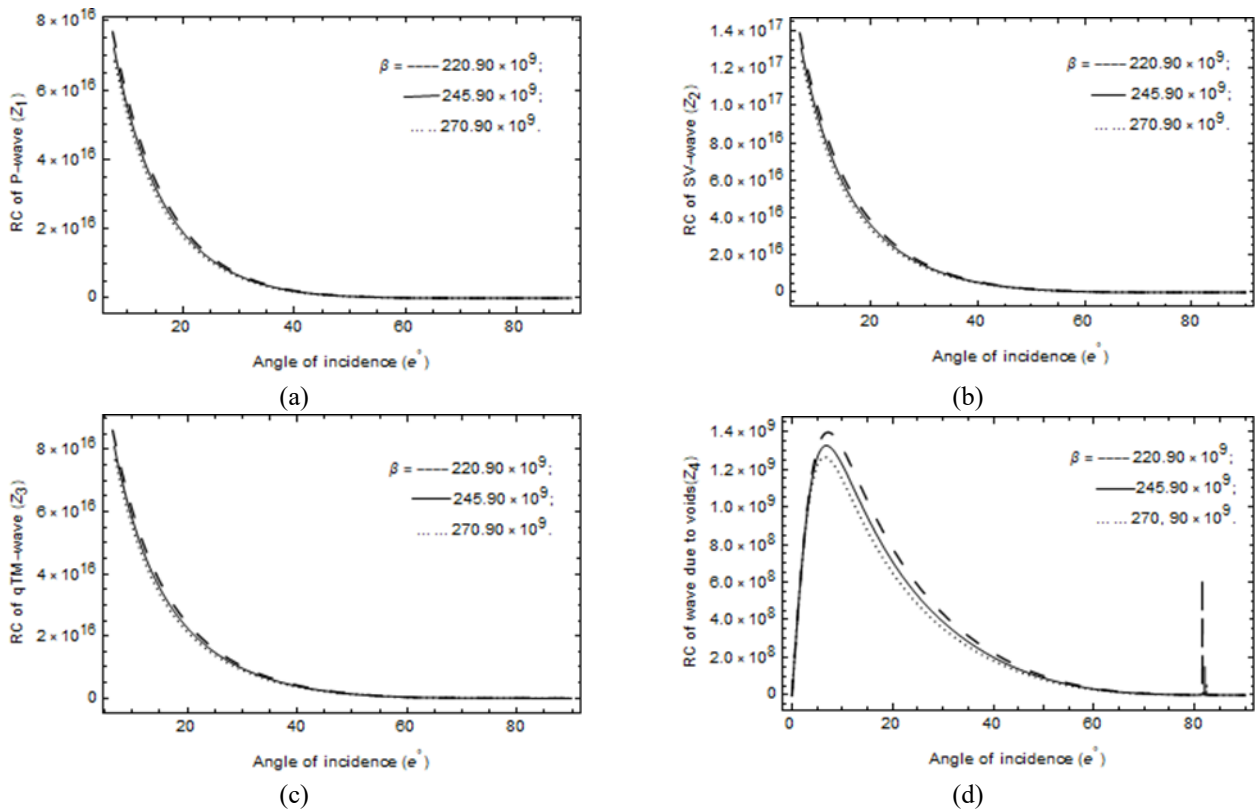 8 × 10^16
6 × 10^16
4 × 10^16
2 × 10^16
0
RC of P-wave (Z1)
β = ---- 220.90 × 10^9;
245.90 × 10^9;
270.90 × 10^9.
20 40 60 80
Angle of incidence (e°)
(a)
1.4 × 10^17
1.2 × 10^17
1.0 × 10^17
8.0 × 10^16
6.0 × 10^16
4.0 × 10^16
2.0 × 10^16
0
RC of SV-wave (Z2)
β = ---- 220.90 × 10^9;
245.90 × 10^9;
270.90 × 10^9.
20 40 60 80
Angle of incidence (e°)
(b)
8 × 10^16
6 × 10^16
4 × 10^16
2 × 10^16
0
RC of qTM-wave (Z3)
β = ---- 220.90 × 10^9;
245.90 × 10^9;
270.90 × 10^9.
20 40 60 80
Angle of incidence (e°)
(c)
1.4 × 10^9
1.2 × 10^9
1.0 × 10^9
8.0 × 10^8
6.0 × 10^8
4.0 × 10^8
2.0 × 10^8
0
RC of wave due to voids(Z4)
β = ---- 220.90 × 10^9;
245.90 × 10^9;
270, 90 × 10^9.
0 20 40 60 80
Angle of incidence (e°)
(d)